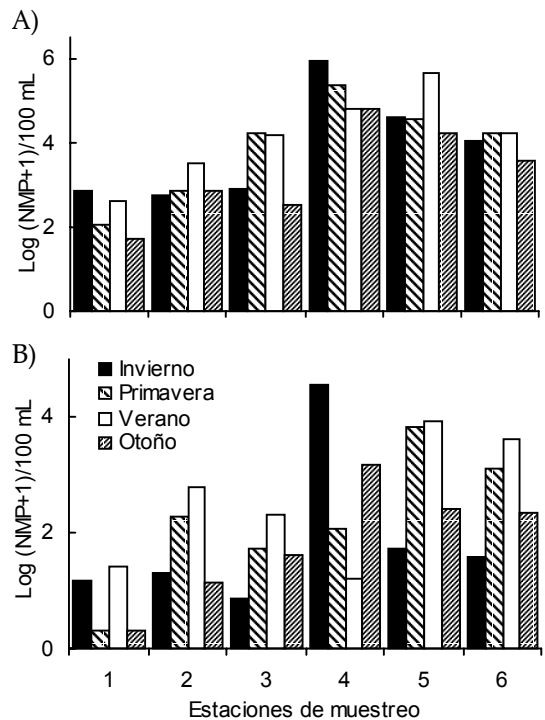 A)
6
4
2
0
Log (NMP+1)/100 mL
B)
Invierno
Primavera
Verano
Otoño
4
2
0
Log (NMP+1)/100 mL
1 2 3 4 5 6
Estaciones de muestreo